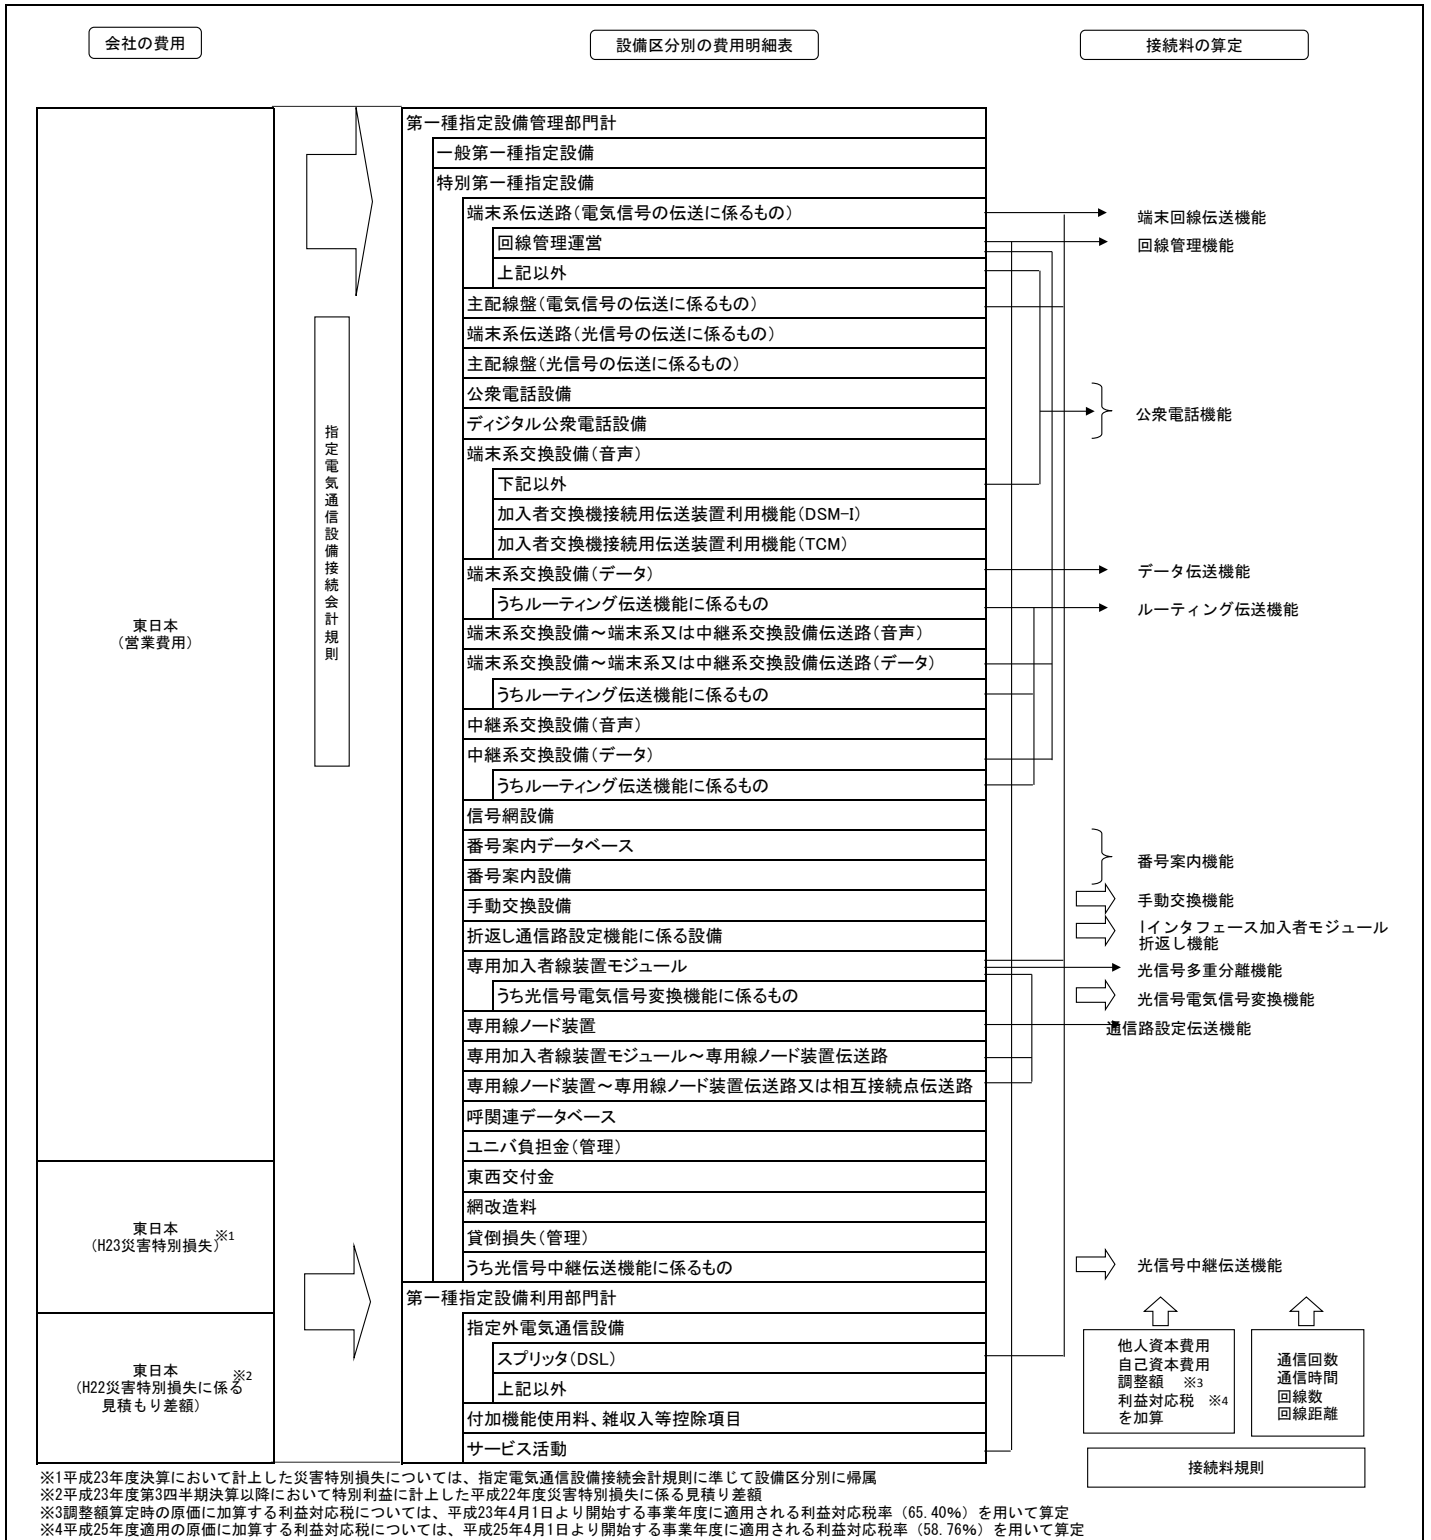 会社の費用
設備区分別の費用明細表
接続料の算定
東日本
(営業費用)
東日本
(H23災害特別損失)※1
東日本
(H22災害特別損失に係る※2
見積もり差額)
指定電気通信設備接続会計規則
第一種指定設備管理部門計
一般第一種指定設備
特別第一種指定設備
端末系伝送路(電気信号の伝送に係るもの)
回線管理運営
上記以外
主配線盤(電気信号の伝送に係るもの)
端末系伝送路(光信号の伝送に係るもの)
主配線盤(光信号の伝送に係るもの)
公衆電話設備
ディジタル公衆電話設備
端末系交換設備(音声)
下記以外
加入者交換機接続用伝送装置利用機能(DSM-I)
加入者交換機接続用伝送装置利用機能(TCM)
端末系交換設備(データ)
うちルーティング伝送機能に係るもの
端末系交換設備～端末系又は中継系交換設備伝送路(音声)
端末系交換設備～端末系又は中継系交換設備伝送路(データ)
うちルーティング伝送機能に係るもの
中継系交換設備(音声)
中継系交換設備(データ)
うちルーティング伝送機能に係るもの
信号網設備
番号案内データベース
番号案内設備
手動交換設備
折返し通信路設定機能に係る設備
専用加入者線装置モジュール
うち光信号電気信号変換機能に係るもの
専用線ノード装置
専用加入者線装置モジュール～専用線ノード装置伝送路
専用線ノード装置～専用線ノード装置伝送路又は相互接続点伝送路
呼関連データベース
ユニバ負担金(管理)
東西交付金
網改造料
貸倒損失(管理)
うち光信号中継伝送機能に係るもの
第一種指定設備利用部門計
指定外電気通信設備
スプリッタ(DSL)
上記以外
付加機能使用料、雑収入等控除項目
サービス活動
端末回線伝送機能
回線管理機能
公衆電話機能
データ伝送機能
ルーティング伝送機能
番号案内機能
手動交換機能
Iインタフェース加入者モジュール
折返し機能
光信号多重分離機能
光信号電気信号変換機能
通信路設定伝送機能
光信号中継伝送機能
他人資本費用
自己資本費用
調整額 ※3
利益対応税 ※4
を加算
通信回数
通信時間
回線数
回線距離
接続料規則
※1平成23年度決算において計上した災害特別損失については、指定電気通信設備接続会計規則に準じて設備区分別に帰属
※2平成23年度第3四半期決算以降において特別利益に計上した平成22年度災害特別損失に係る見積り差額
※3調整額算定時の原価に加算する利益対応税については、平成23年4月1日より開始する事業年度に適用される利益対応税率(65.40%)を用いて算定
※4平成25年度適用の原価に加算する利益対応税については、平成25年4月1日より開始する事業年度に適用される利益対応税率(58.76%)を用いて算定